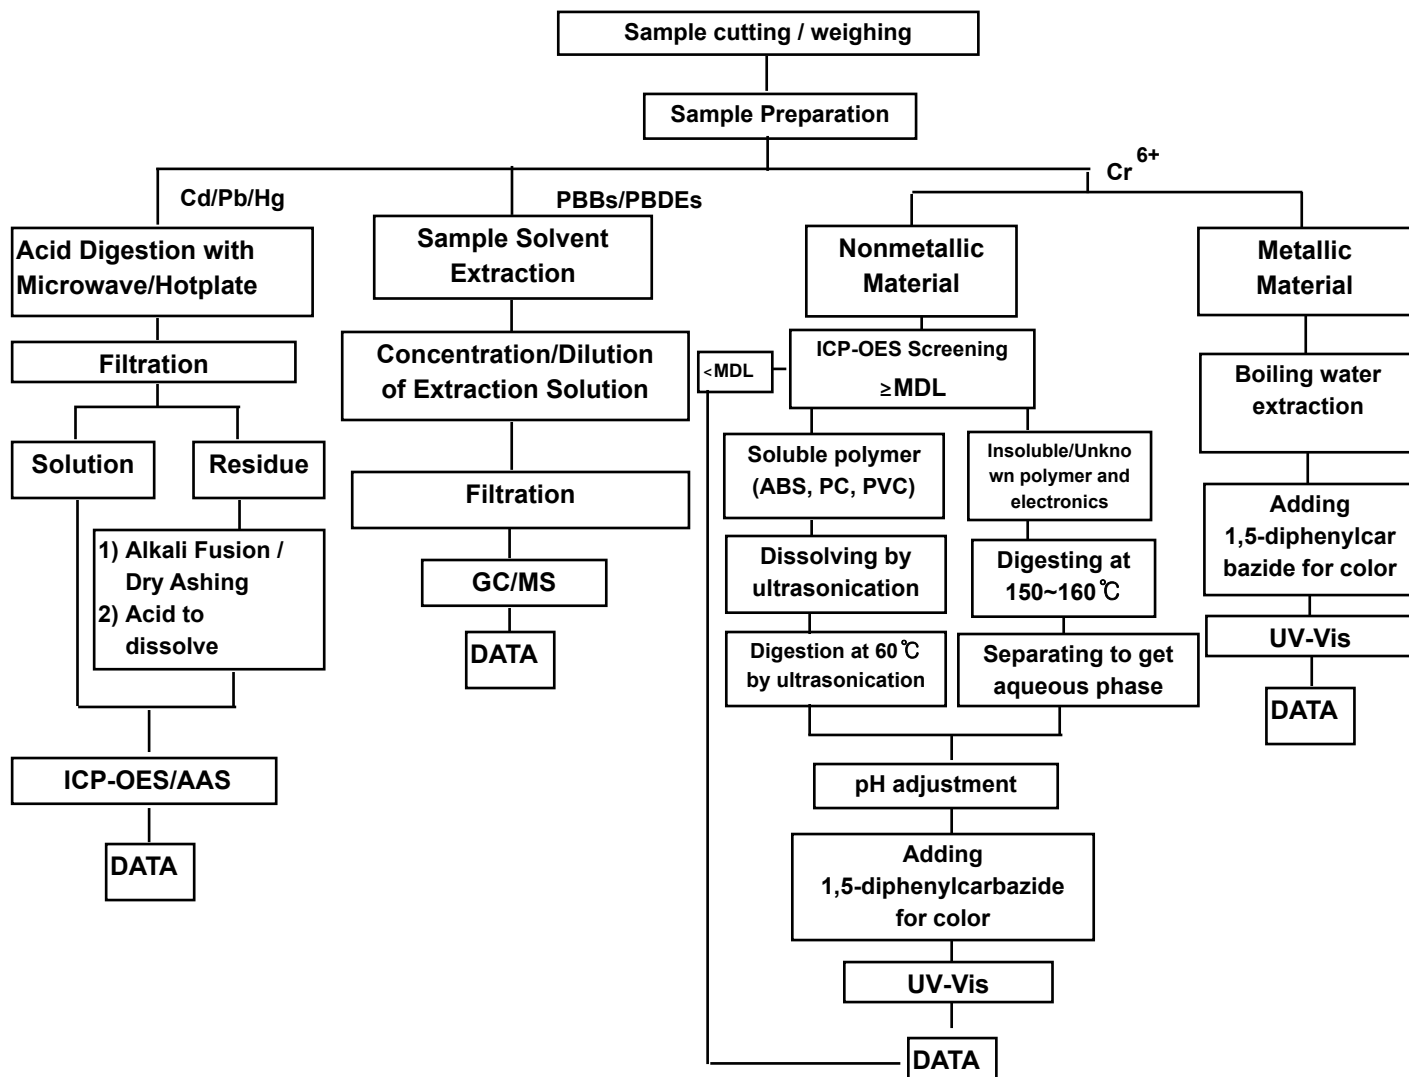 Sample cutting / weighing
Sample Preparation
Cd/Pb/Hg
PBBs/PBDEs
Cr 6+
Acid Digestion with
Microwave/Hotplate
Filtration
Solution
Residue
1) Alkali Fusion /
Dry Ashing
2) Acid to
dissolve
ICP-OES/AAS
DATA
Sample Solvent
Extraction
Concentration/Dilution
of Extraction Solution
Filtration
GC/MS
DATA
Nonmetallic
Material
ICP-OES Screening
≥MDL
<MDL
Soluble polymer
(ABS, PC, PVC)
Dissolving by
ultrasonication
Digestion at 60℃
by ultrasonication
Insoluble/Unkno
wn polymer and
electronics
Digesting at
150~160℃
Separating to get
aqueous phase
pH adjustment
Adding
1,5-diphenylcarbazide
for color
UV-Vis
DATA
Metallic
Material
Boiling water
extraction
Adding
1,5-diphenylcar
bazide for color
UV-Vis
DATA